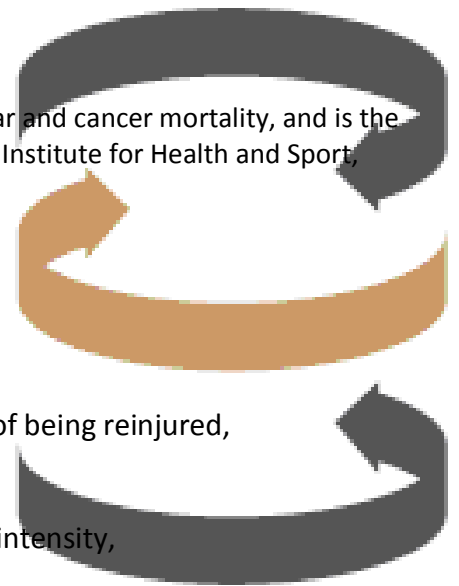 ar and cancer mortality, and is the
Institute for Health and Sport,
of being reinjured,
intensity,